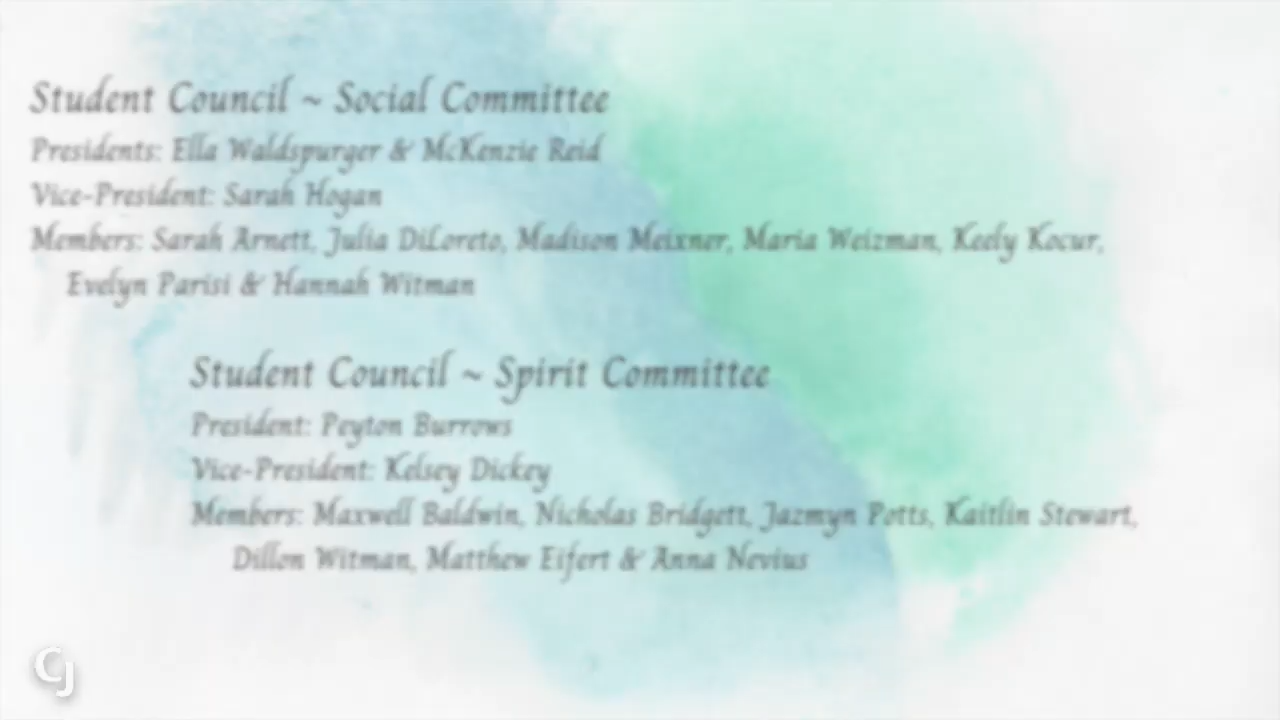 Student Council ~ Social Committee
Presidents: Ella Waldspurger & McKenzie Reid
Vice-President: Sarah Hogan
Members: Sarah Arnett, Julia DiLoreto, Madison Meixner, Maria Weizman, Keely Kocur,
Evelyn Parisi & Hannah Witman
Student Council ~ Spirit Committee
President: Peyton Burrows
Vice-President: Kelsey Dickey
Members: Maxwell Baldwin, Nicholas Bridgett, Jazmyn Potts, Kaitlin Stewart,
Dillon Witman, Matthew Eifert & Anna Nevius
CJ